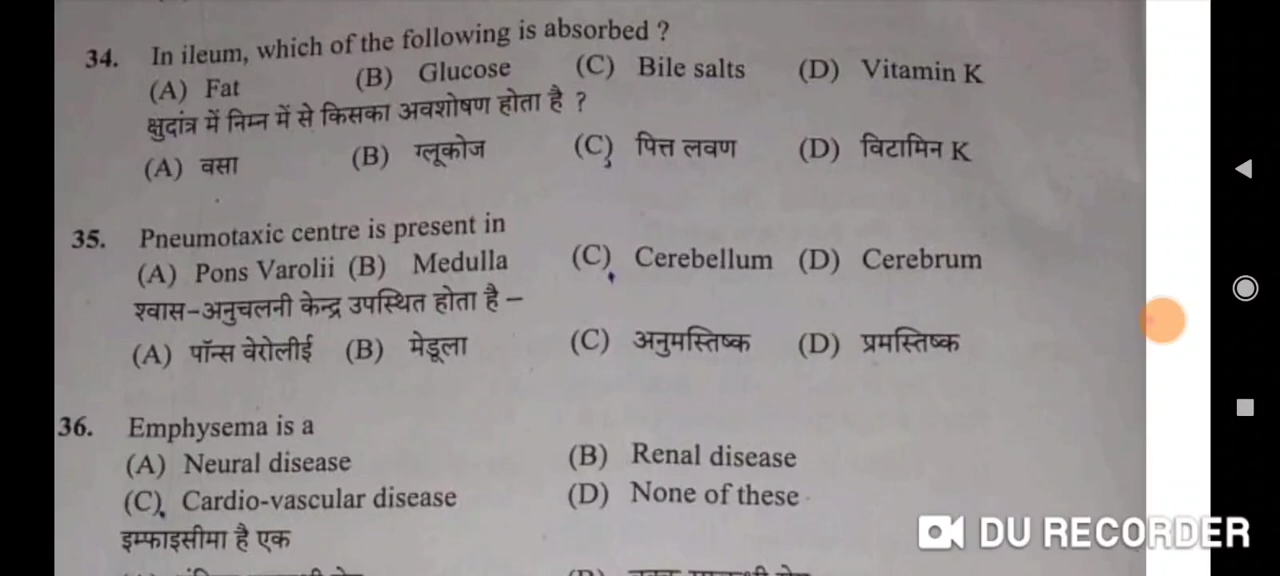 34. In ileum, which of the following is absorbed ?
(A) Fat (B) Glucose (C) Bile salts (D) Vitamin K
क्षुदांत्र में निम्न में से किसका अवशोषण होता है ?
(A) वसा (B) ग्लूकोज (C) पित्त लवण (D) विटामिन K
35. Pneumotaxic centre is present in
(A) Pons Varolii (B) Medulla (C) Cerebellum (D) Cerebrum
श्वास-अनुचलनी केन्द्र उपस्थित होता है –
(A) पॉन्स वेरोलीई (B) मेडूला (C) अनुमस्तिष्क (D) प्रमस्तिष्क
36. Emphysema is a
(A) Neural disease (B) Renal disease
(C) Cardio-vascular disease (D) None of these
इम्फाइसीमा है एक
DU RECORDER